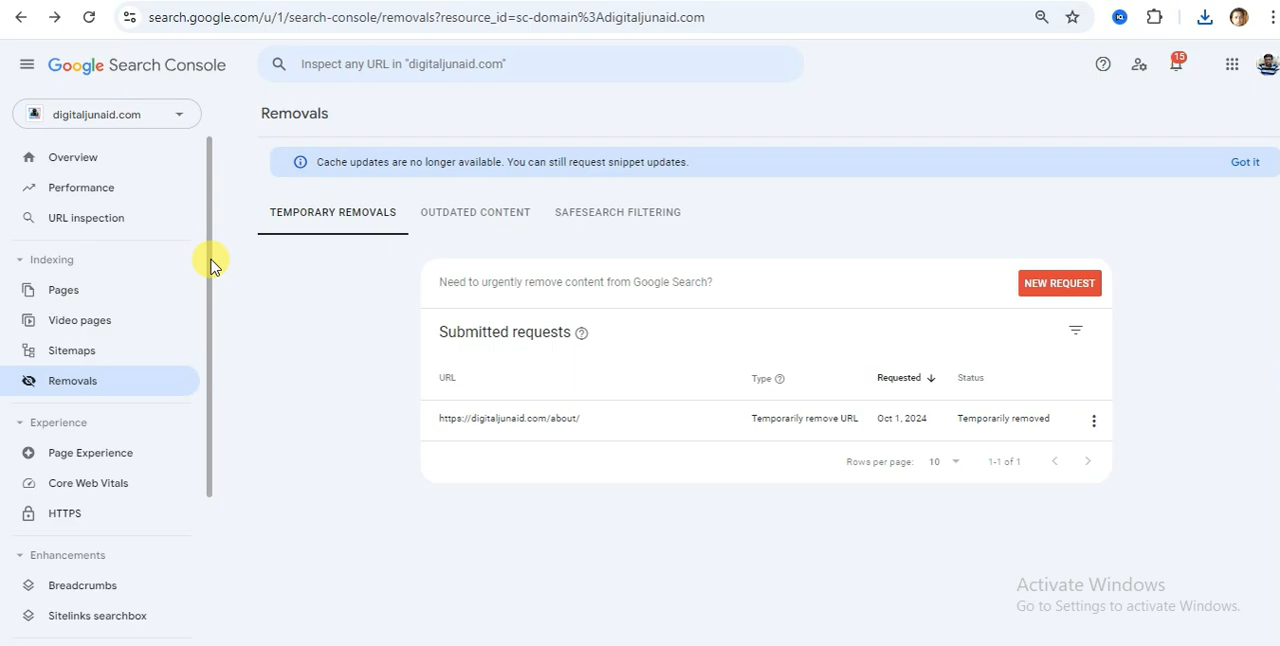 search.google.com/u/1/search-console/removals?resource_id=sc-domain%3Adigitaljunaid.com
Google Search Console
Inspect any URL in "digitaljunaid.com"
15
digitaljunaid.com
Removals
Overview
Performance
URL inspection
Indexing
Pages
Video pages
Sitemaps
Removals
Experience
Page Experience
Core Web Vitals
HTTPS
Enhancements
Breadcrumbs
Sitelinks searchbox
Cache updates are no longer available. You can still request snippet updates.
Got it
TEMPORARY REMOVALS OUTDATED CONTENT SAFESEARCH FILTERING
Need to urgently remove content from Google Search?
NEW REQUEST
Submitted requests
URL Type Requested Status
https://digitaljunaid.com/about/ Temporarily remove URL Oct 1, 2024 Temporarily removed
Rows per page: 10 1-1 of 1
Activate Windows
Go to Settings to activate Windows.